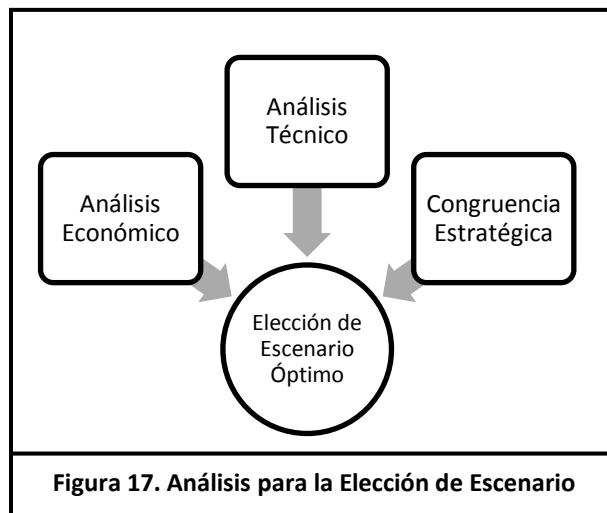 Análisis
Técnico
Análisis
Económico
Congruencia
Estratégica
Elección de
Escenario
Óptimo
Figura 17. Análisis para la Elección de Escenario